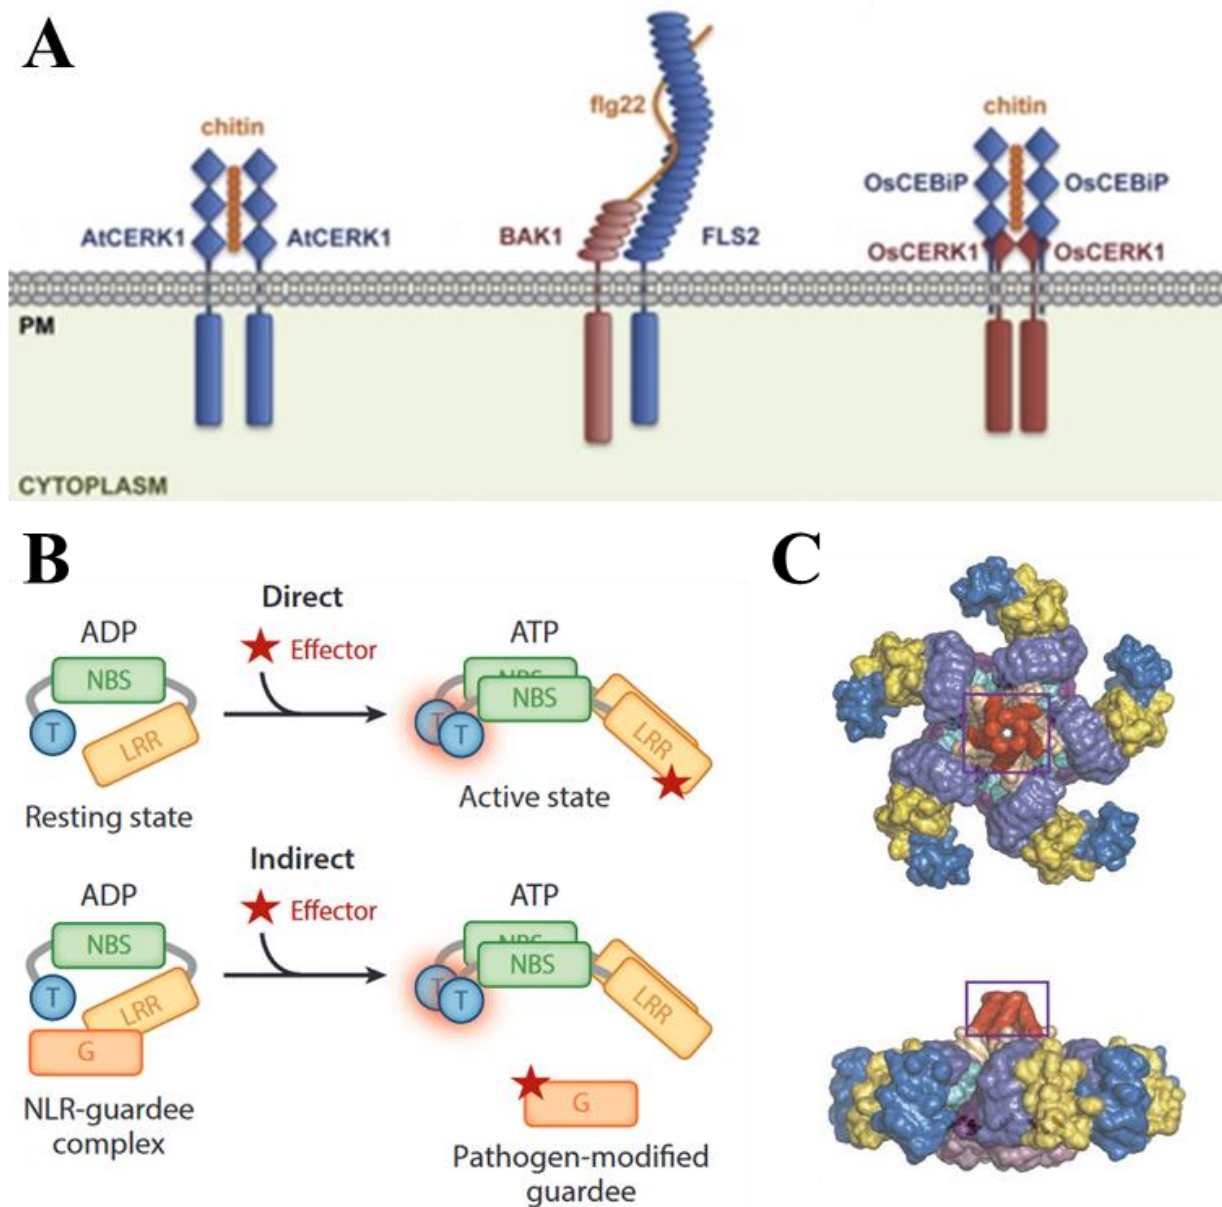 A
chitin
AtCERK1
AtCERK1
flg22
BAK1
FLS2
chitin
OsCEBiP
OsCEBiP
OsCERK1
OsCERK1
PM
CYTOPLASM
B
Direct
ADP
Effector
ATP
NBS
NBS
NBS
T
LRR
T
T
LRR
Resting state
Active state
Indirect
ADP
Effector
ATP
NBS
NBS
NBS
T
LRR
T
T
LRR
G
G
NLR-guardee
complex
Pathogen-modified
guardee
C